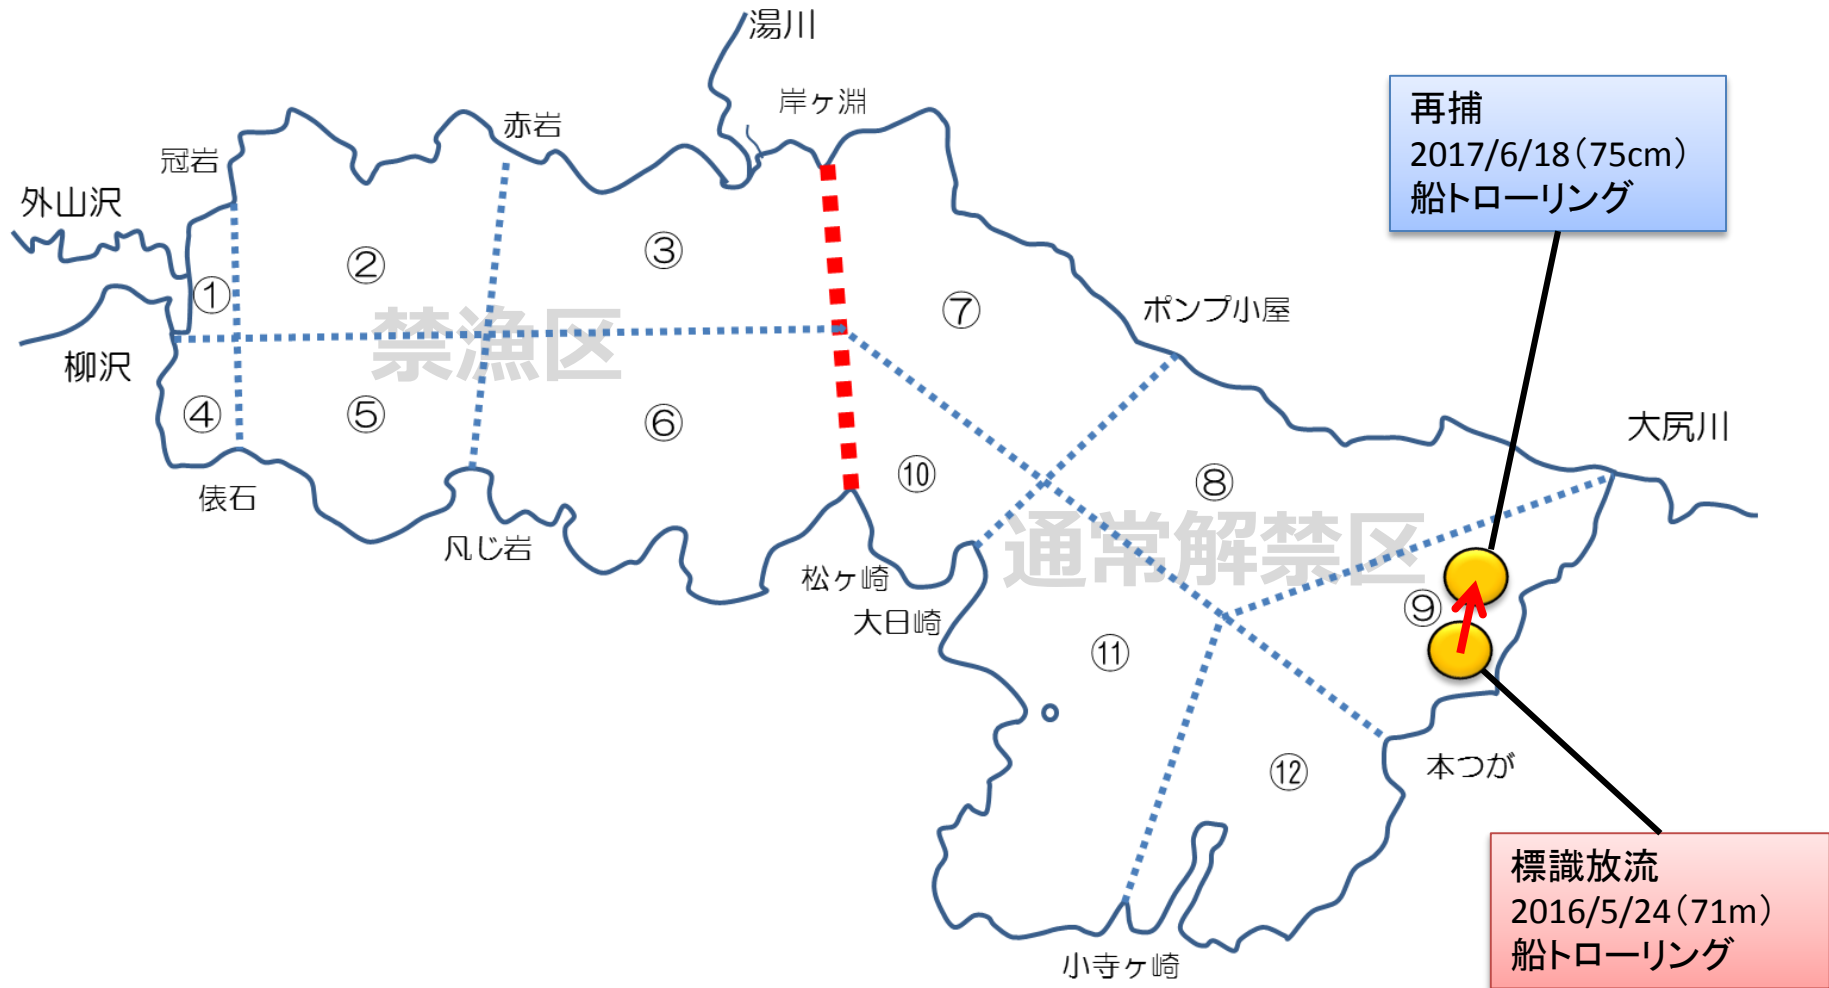 湯川
岸ヶ淵
赤岩
冠岩
外山沢
柳沢
再捕
2017/6/18（75cm）
船トローリング
①
②
③
⑦
ポンプ小屋
禁漁区
④
⑤
⑥
⑩
⑧
大尻川
俵石
凡じ岩
松ヶ崎
大日崎
通常解禁区
⑨
⑪
⑫
本つが
小寺ヶ崎
標識放流
2016/5/24（71m）
船トローリング